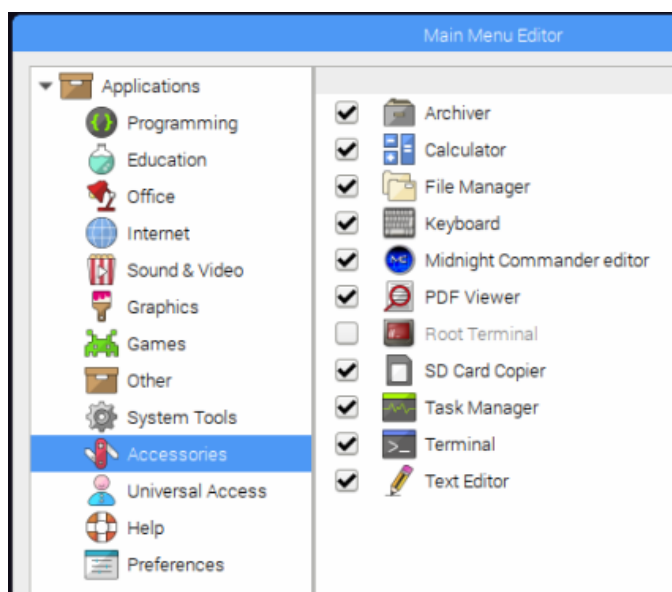 Main Menu Editor
Applications
Programming
Education
Office
Internet
Sound & Video
Graphics
Games
Other
System Tools
Accessories
Universal Access
Help
Preferences
Archiver
Calculator
File Manager
Keyboard
Midnight Commander editor
PDF Viewer
Root Terminal
SD Card Copier
Task Manager
Terminal
Text Editor